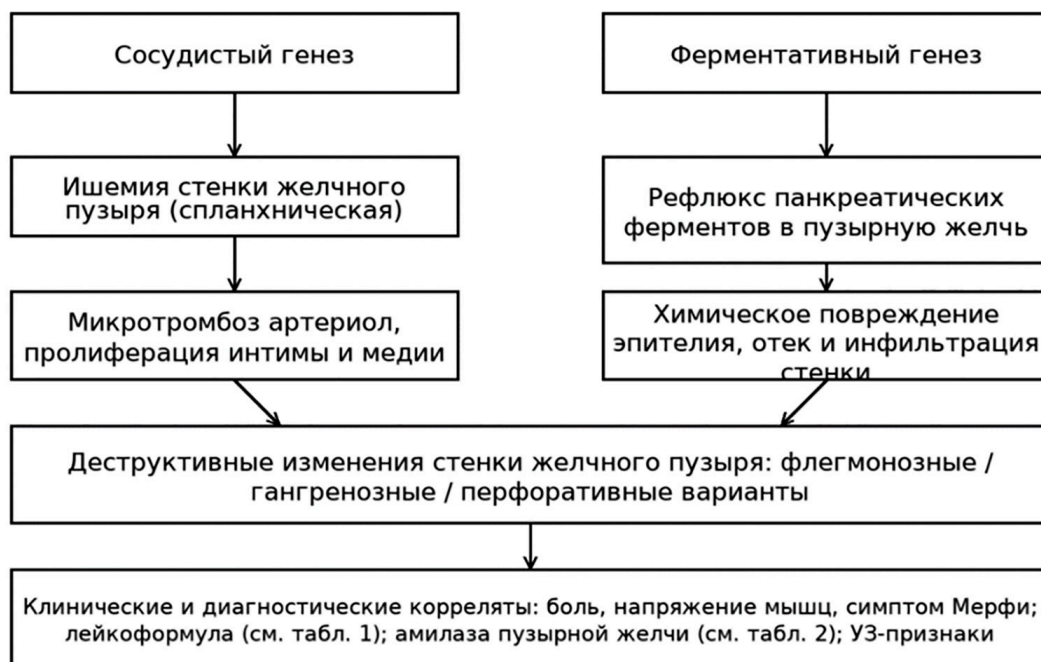 Сосудистый генез
Ферментативный генез
Ишемия стенки желчного
пузыря (спланхническая)
Рефлюкс панкреатических
ферментов в пузырную желчь
Микротромбоз артериол,
пролиферация интимы и медии
Химическое повреждение
эпителия, отек и инфильтрация
стенки
Деструктивные изменения стенки желчного пузыря: флегмонозные /
гангренозные / перфоративные варианты
Клинические и диагностические корреляты: боль, напряжение мышц, симптом Мерфи;
лейкоформула (см. табл. 1); амилаза пузырной желчи (см. табл. 2); УЗ-признаки